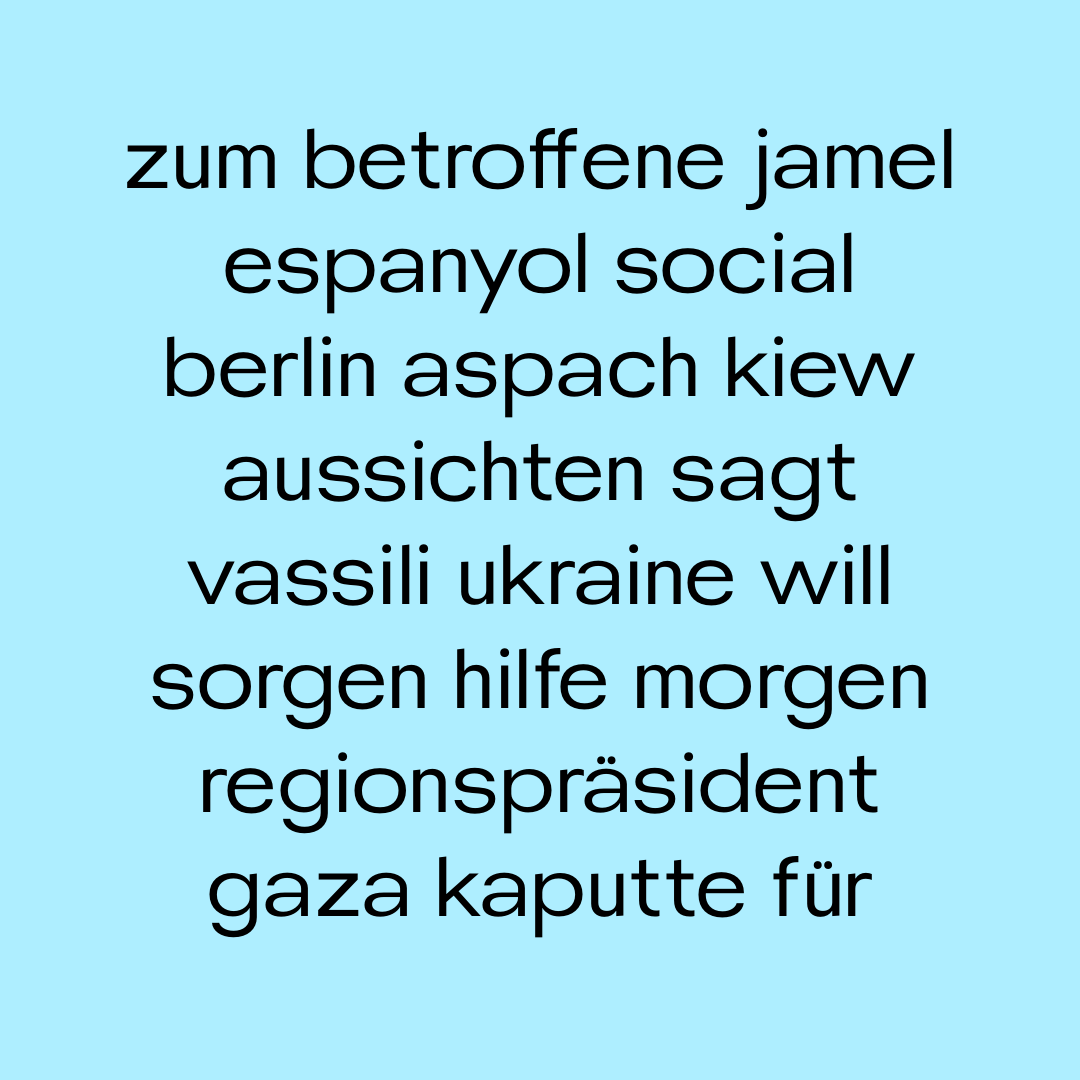 zum betroffene jamel
espanyol social
berlin aspach kiew
aussichten sagt
vassili ukraine will
sorgen hilfe morgen
regionspräsident
gaza kaputte für